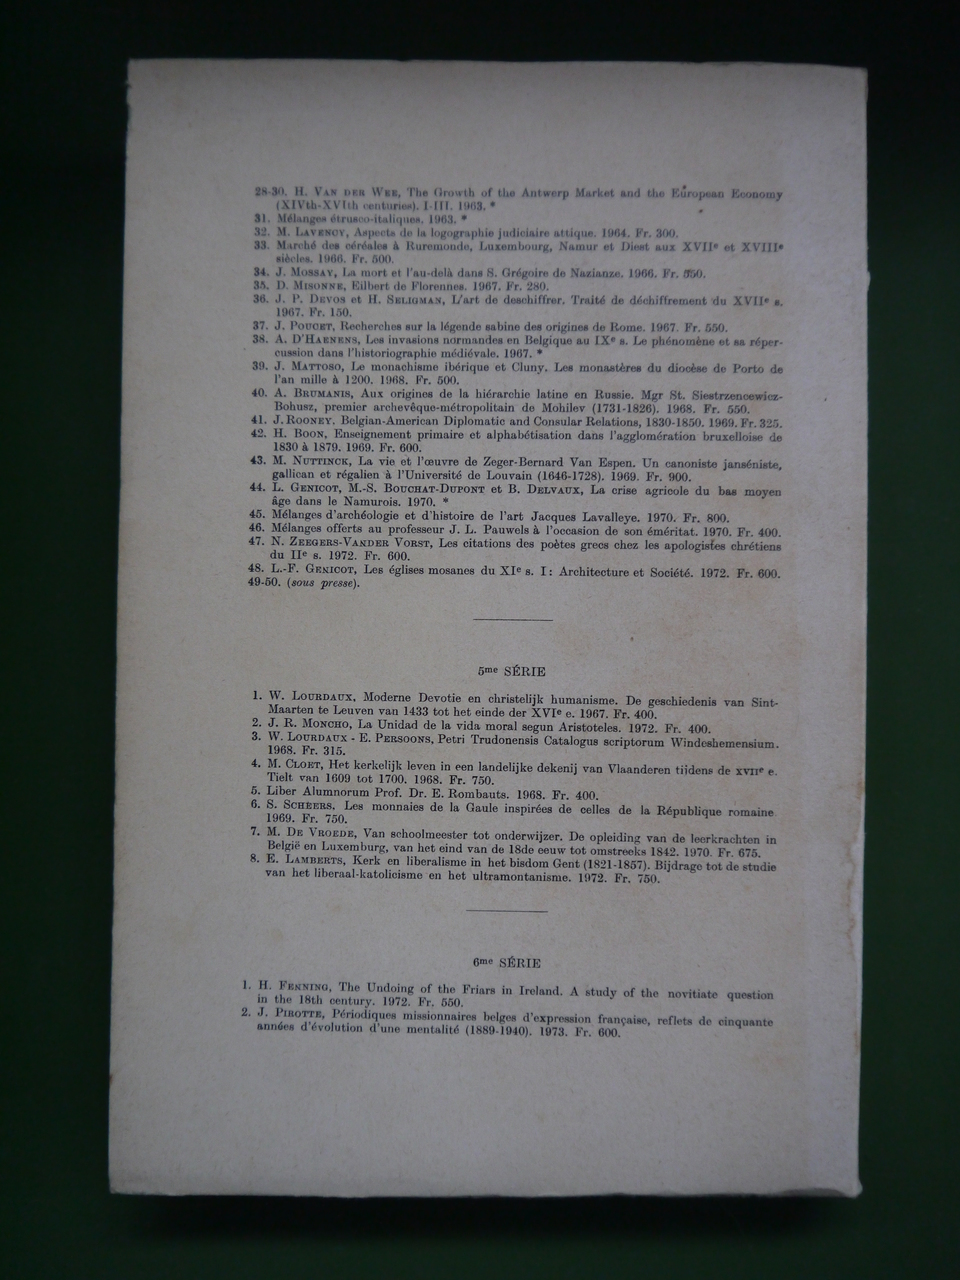 28-30. H. Van der Wee, The Growth of the Antwerp Market and the European Economy
(XIVth-XVIth centuries). I-III. 1963. *
31. Mélanges étrusco-italiques. 1963. *
32. M. Lavency, Aspects de la logographie judiciaire attique. 1964. Fr. 300.
33. Marché des céréales à Ruremonde, Luxembourg, Namur et Diest aux XVIIe et XVIIIe
siècles. 1966. Fr. 500.
34. J. Mossay, La mort et l'au-delà dans S. Grégoire de Nazianze. 1966. Fr. 550.
35. D. Misonne, Eilbert de Florennes. 1967. Fr. 280.
36. J. P. Devos et H. Seligman, L'art de deschiffrer. Traité de déchiffrement du XVIIe s.
1967. Fr. 150.
37. J. Poucet, Recherches sur la légende sabine des origines de Rome. 1967. Fr. 550.
38. A. D'Haenens, Les invasions normandes en Belgique au IXe s. Le phénomène et sa réper-
cussion dans l'historiographie médiévale. 1967. *
39. J. Mattoso, Le monachisme ibérique et Cluny. Les monastères du diocèse de Porto de
l'an mille à 1200. 1968. Fr. 500.
40. A. Brumanis, Aux origines de la hiérarchie latine en Russie. Mgr St. Siestrzencewicz-
Bohusz, premier archevêque-métropolitain de Mohilev (1731-1826). 1968. Fr. 550.
41. J. Rooney, Belgian-American Diplomatic and Consular Relations, 1830-1850. 1969. Fr. 325.
42. H. Boon, Enseignement primaire et alphabétisation dans l'agglomération bruxelloise de
1830 à 1879. 1969. Fr. 600.
43. M. Nuttinck, La vie et l'œuvre de Zeger-Bernard Van Espen. Un canoniste janséniste,
gallican et régalien à l'Université de Louvain (1646-1728). 1969. Fr. 900.
44. L. Genicot, M.-S. Bouchat-Dupont et B. Delvaux, La crise agricole du bas moyen
âge dans le Namurois. 1970. *
45. Mélanges d'archéologie et d'histoire de l'art Jacques Lavalleye. 1970. Fr. 800.
46. Mélanges offerts au professeur J. L. Pauwels à l'occasion de son éméritat. 1970. Fr. 400.
47. N. Zeegers-Vander Vorst, Les citations des poètes grecs chez les apologistes chrétiens
du IIe s. 1972. Fr. 600.
48. L.-F. Genicot, Les églises mosanes du XIe s. I: Architecture et Société. 1972. Fr. 600.
49-50. (sous presse).
5me SÉRIE
1. W. Lourdaux, Moderne Devotie en christelijk humanisme. De geschiedenis van Sint-
Maarten te Leuven van 1433 tot het einde der XVIe e. 1967. Fr. 400.
2. J. R. Moncho, La Unidad de la vida moral segun Aristoteles. 1972. Fr. 400.
3. W. Lourdaux - E. Persoons, Petri Trudonensis Catalogus scriptorum Windeshemensium.
1968. Fr. 315.
4. M. Cloet, Het kerkelijk leven in een landelijke dekenij van Vlaanderen tijdens de XVIIe e.
Tielt van 1609 tot 1700. 1968. Fr. 750.
5. Liber Alumnorum Prof. Dr. E. Rombauts. 1968. Fr. 400.
6. S. Scheers, Les monnaies de la Gaule inspirées de celles de la République romaine
1969. Fr. 750.
7. M. De Vroede, Van schoolmeester tot onderwijzer. De opleiding van de leerkrachten in
België en Luxemburg, van het eind van de 18de eeuw tot omstreeks 1842. 1970. Fr. 675.
8. E. Lamberts, Kerk en liberalisme in het bisdom Gent (1821-1857). Bijdrage tot de studie
van het liberaal-katolicisme en het ultramontanisme. 1972. Fr. 750.
6me SÉRIE
1. H. Fenning, The Undoing of the Friars in Ireland. A study of the novitiate question
in the 18th century. 1972. Fr. 550.
2. J. Pirotte, Périodiques missionnaires belges d'expression française, reflets de cinquante
années d'évolution d'une mentalité (1889-1940). 1973. Fr. 600.